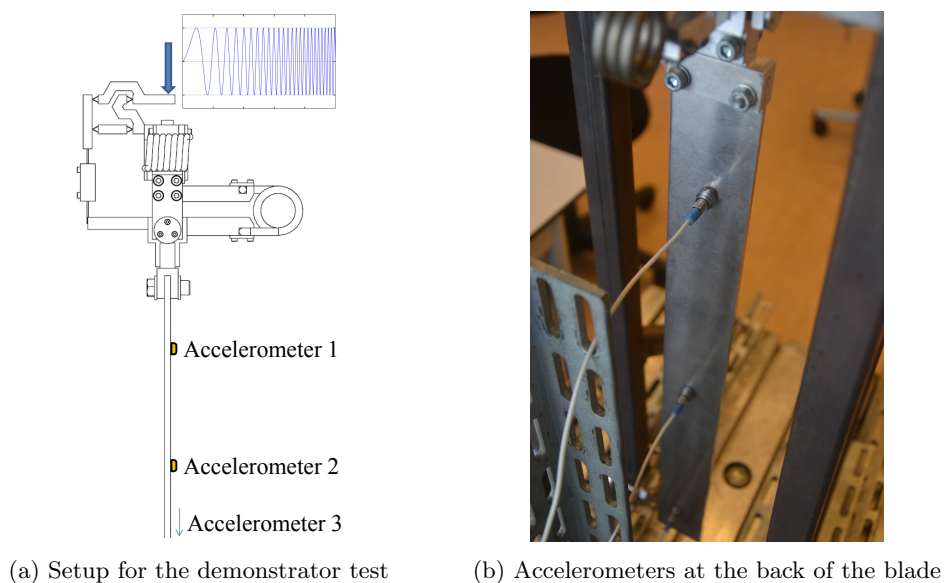 Accelerometer 1
Accelerometer 2
Accelerometer 3
(a) Setup for the demonstrator test
(b) Accelerometers at the back of the blade